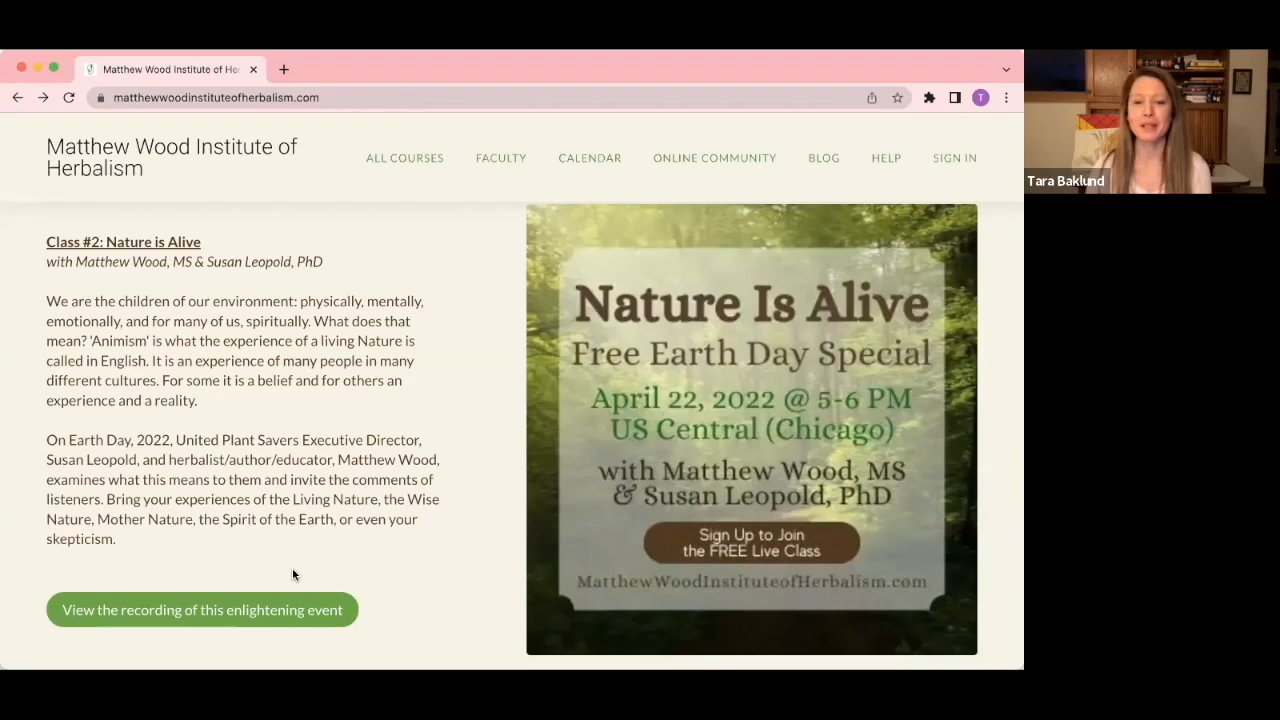 Matthew Wood Institute of He
matthewwoodinstituteofherbalism.com
T
Tara Baklund
Matthew Wood Institute of
Herbalism
ALL COURSES
FACULTY
CALENDAR
ONLINE COMMUNITY
BLOG
HELP
SIGN IN
Class #2: Nature is Alive
with Matthew Wood, MS & Susan Leopold, PhD
We are the children of our environment: physically, mentally,
emotionally, and for many of us, spiritually. What does that
mean? 'Animism' is what the experience of a living Nature is
called in English. It is an experience of many people in many
different cultures. For some it is a belief and for others an
experience and a reality.
On Earth Day, 2022, United Plant Savers Executive Director,
Susan Leopold, and herbalist/author/educator, Matthew Wood,
examines what this means to them and invite the comments of
listeners. Bring your experiences of the Living Nature, the Wise
Nature, Mother Nature, the Spirit of the Earth, or even your
skepticism.
View the recording of this enlightening event
Nature Is Alive
Free Earth Day Special
April 22, 2022 @ 5-6 PM
US Central (Chicago)
with Matthew Wood, MS
& Susan Leopold, PhD
Sign Up to Join
the FREE Live Class
MatthewWoodInstituteofHerbalism.com